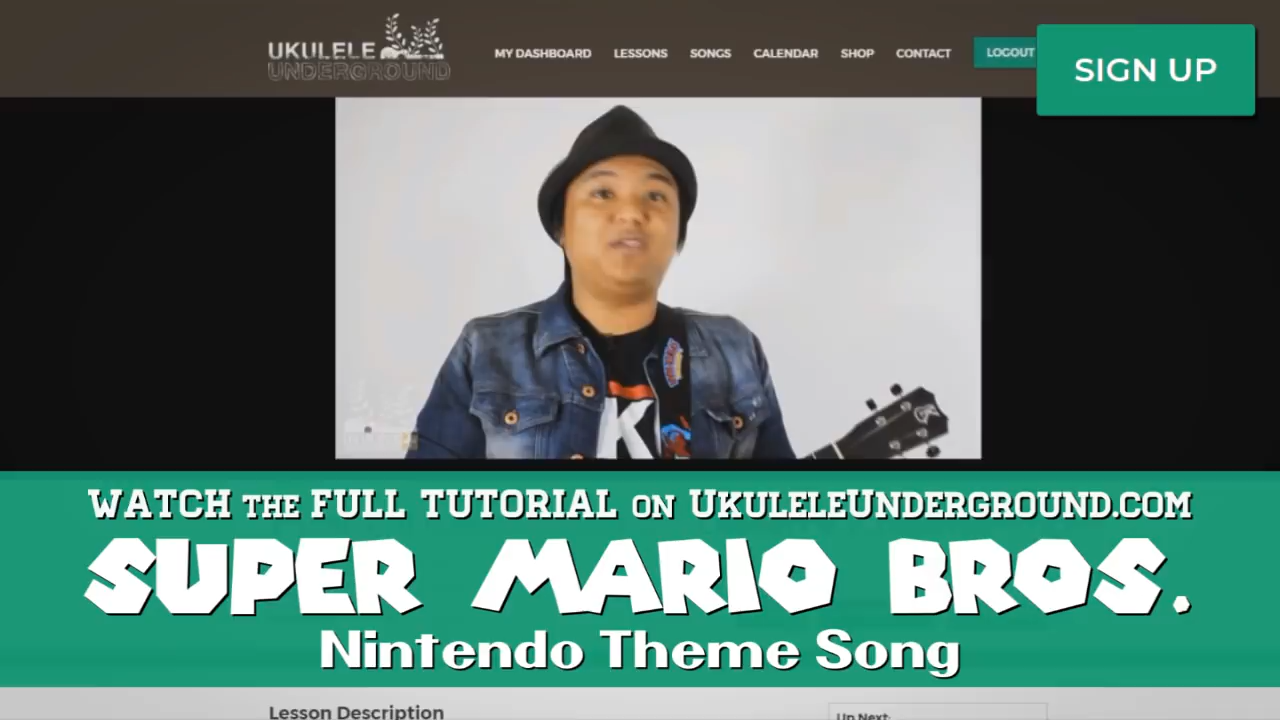 UKULELE
UNDERGROUND
MY DASHBOARD
LESSONS
SONGS
CALENDAR
SHOP
CONTACT
LOGOUT
SIGN UP
K
WATCH THE FULL TUTORIAL ON UKULELEUNDERGROUND.COM
SUPER MARIO BROS.
Nintendo Theme Song
Lesson Description
Up Next: